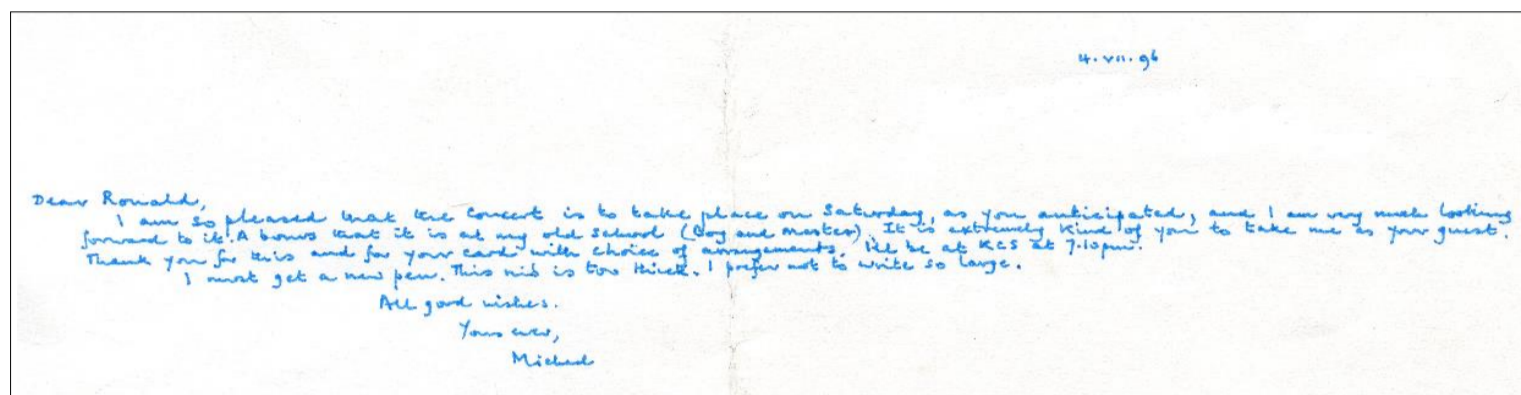 4.vii.96
Dear Ronald,
I am so pleased that the concert is to take place on Saturday, as you anticipated, and I am very much looking
forward to it. A bonus that it is at my old school (boy and master). It is extremely kind of you to take me as your guest.
Thank you for this and for your card with choice of arrangements. I'll be at KCS at 7.10pm.
I must get a new pen. This nib is too thick. I prefer not to write so large.
All good wishes.
Yours ever,
Michael